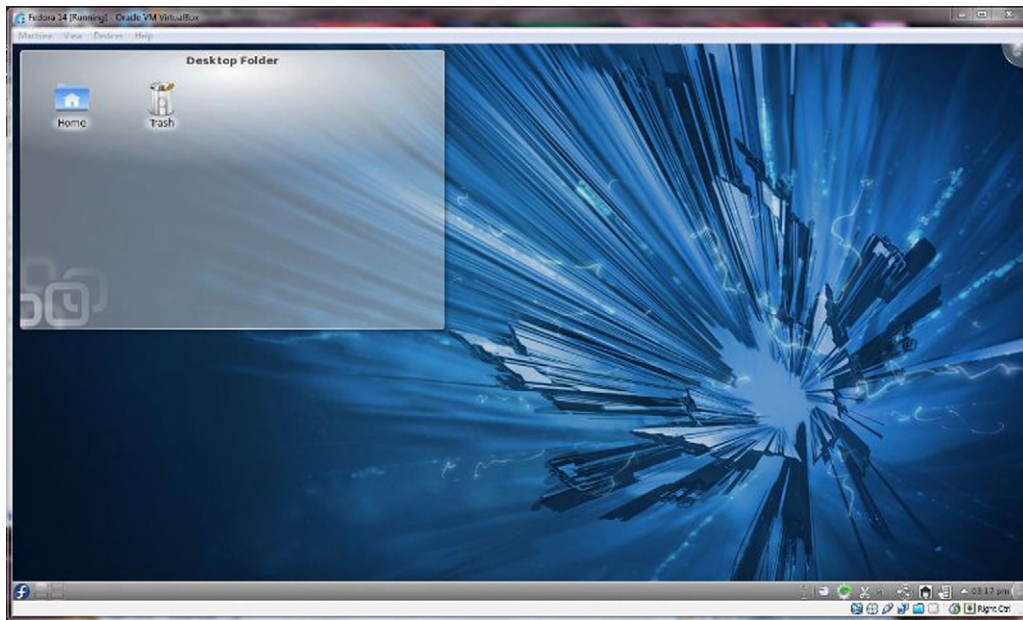 Fedora 14 [Running] - Oracle VM VirtualBox
Machine View Devices Help
Desktop Folder
Home Trash
03:17 pm
Right Ctrl